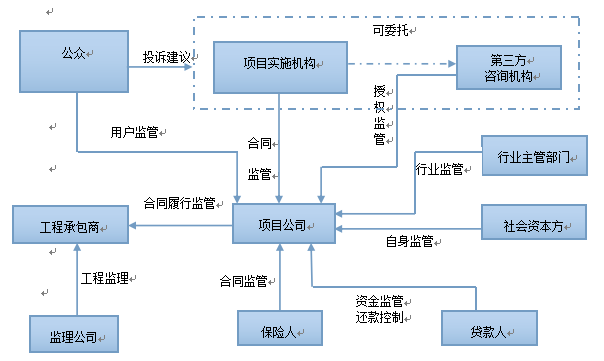 可委托
公众
投诉建议
项目实施机构
第三方
咨询机构
授
权
监
管
用户监管
合同
监管
行业主管部门
行业监管
合同履行监管
工程承包商
项目公司
社会资本方
自身监管
工程监理
合同监管
资金监管
还款控制
监理公司
保险人
贷款人